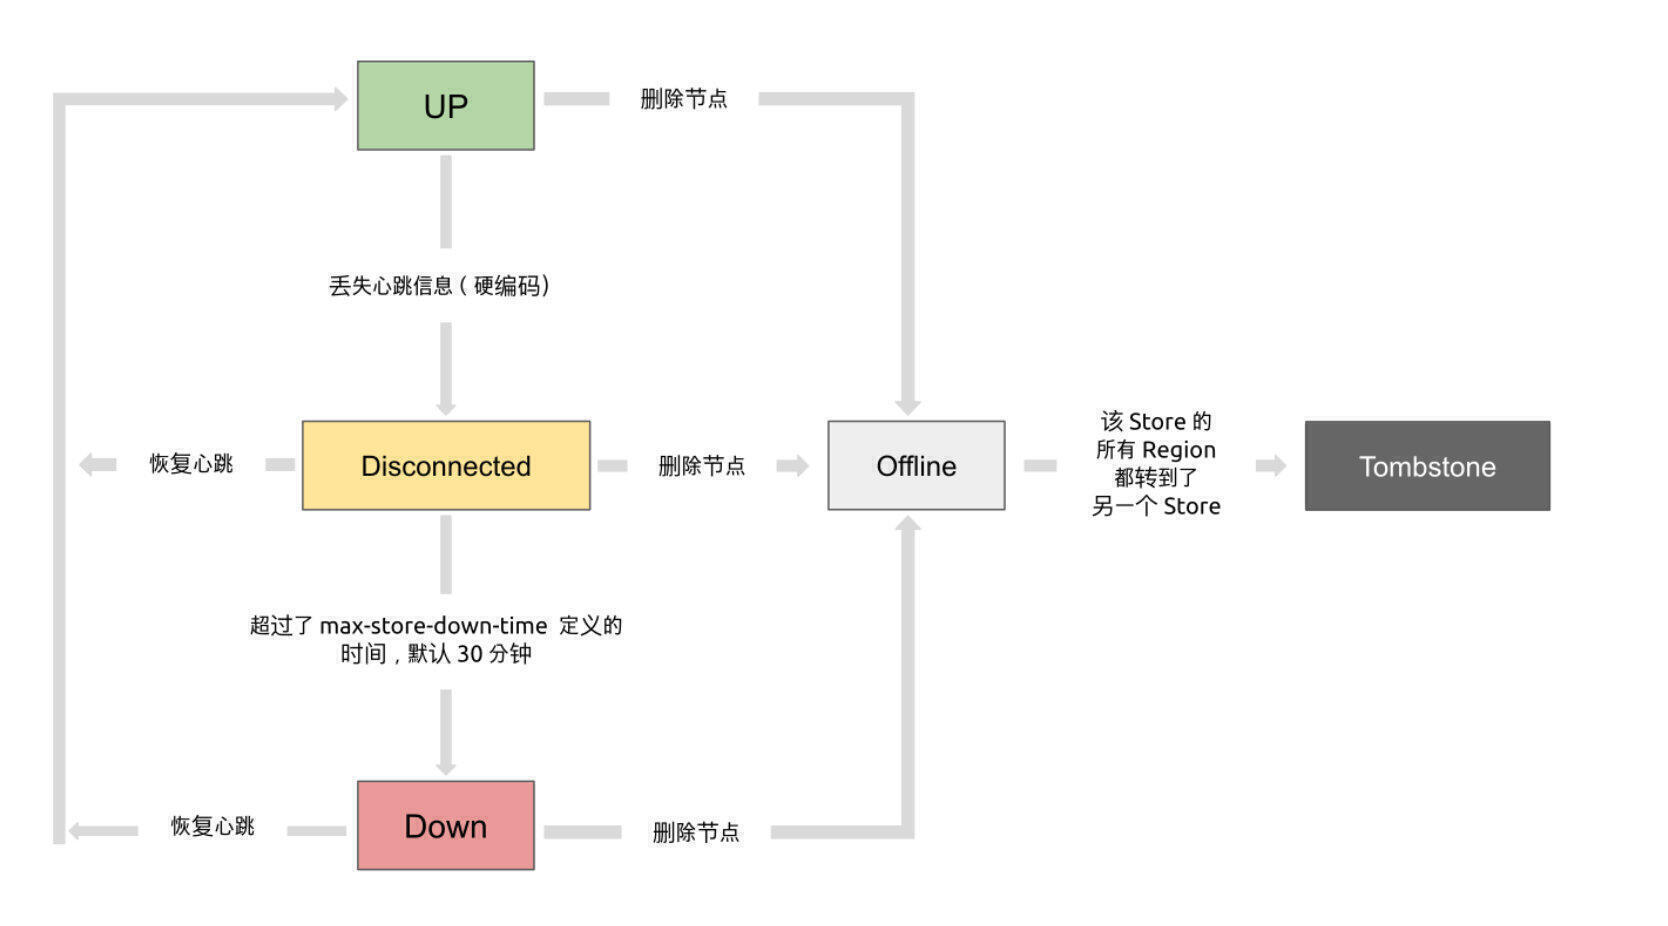 UP
删除节点
丢失心跳信息 ( 硬编码)
恢复心跳
Disconnected
删除节点
Offline
该 Store 的
所有 Region
都转到了
另一个 Store
Tombstone
超过了 max-store-down-time 定义的
时间 , 默认 30 分钟
恢复心跳
Down
删除节点